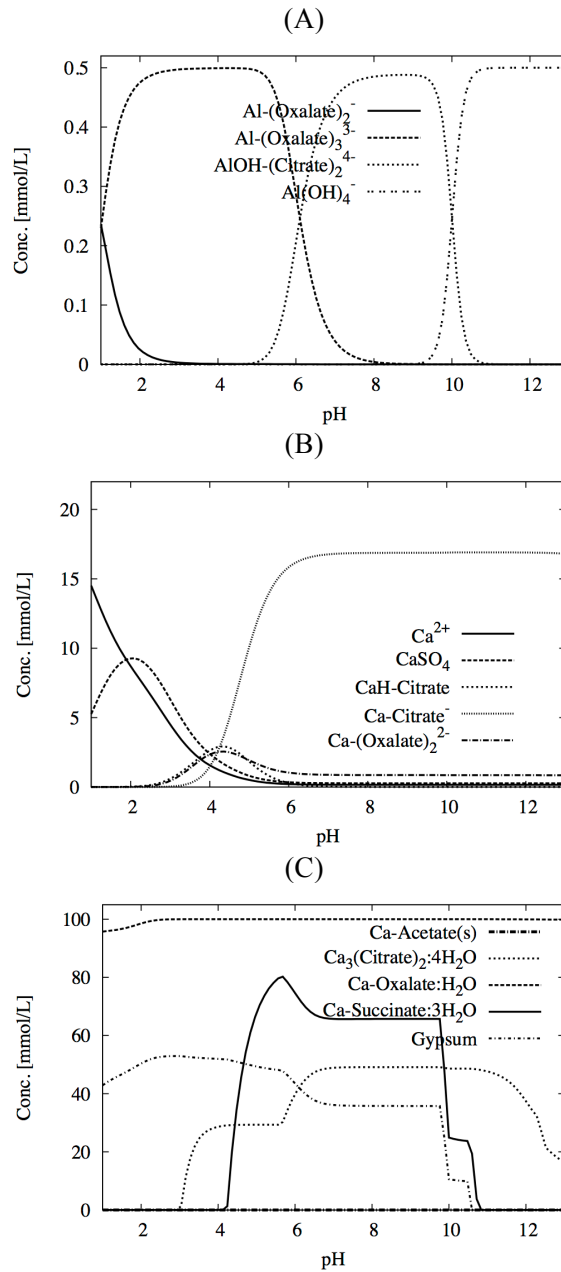 (A)
Conc. [mmol/L]
0.5
0.4
0.3
0.2
0.1
0
Al-(Oxalate)₂⁻
Al-(Oxalate)₃³⁻
AlOH-(Citrate)₂⁴⁻
Al(OH)₄⁻
2 4 6 8 10 12
pH
(B)
Conc. [mmol/L]
20
15
10
5
0
Ca²⁺
CaSO₄
CaH-Citrate
Ca-Citrate⁻
Ca-(Oxalate)₂²⁻
2 4 6 8 10 12
pH
(C)
Conc. [mmol/L]
100
80
60
40
20
0
Ca-Acetate(s)
Ca₃(Citrate)₂:4H₂O
Ca-Oxalate:H₂O
Ca-Succinate:3H₂O
Gypsum
2 4 6 8 10 12
pH